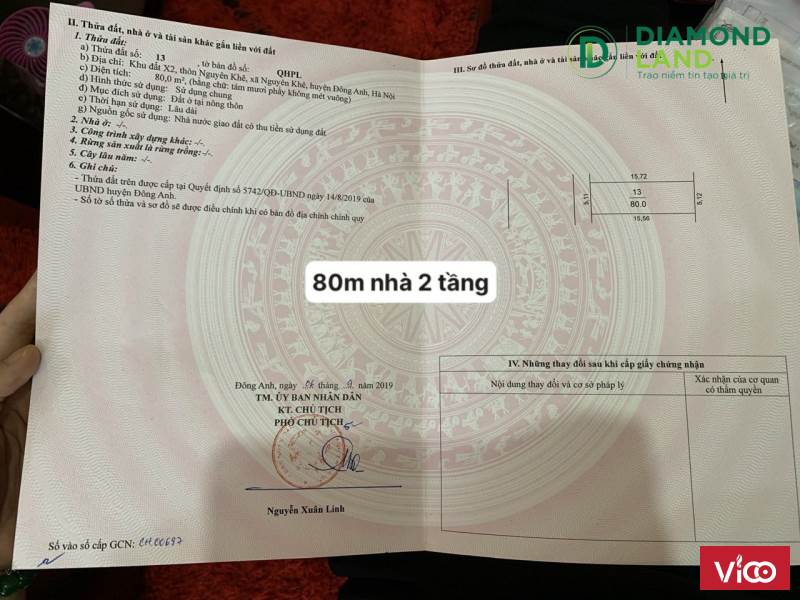 II. Thửa đất, nhà ở và tài sản khác gắn liền với đất
1. Thửa đất:
a) Thửa đất số: 13 , tờ bản đồ số: QHPL
b) Địa chỉ: Khu đất X2, thôn Nguyên Khê, xã Nguyên Khê, huyện Đông Anh, Hà Nội
c) Diện tích: 80,0 m², (bằng chữ: tám mươi phẩy không mét vuông)
d) Hình thức sử dụng: Sử dụng chung
đ) Mục đích sử dụng: Đất ở tại nông thôn
e) Thời hạn sử dụng: Lâu dài
g) Nguồn gốc sử dụng: Nhà nước giao đất có thu tiền sử dụng đất
2. Nhà ở: -/-
3. Công trình xây dựng khác: -/-
4. Rừng sản xuất là rừng trồng: -/-
5. Cây lâu năm: -/-
6. Ghi chú:
- Thửa đất trên được cấp tại Quyết định số 5742/QĐ-UBND ngày 14/8/2019 của
UBND huyện Đông Anh.
- Số tờ số thửa và sơ đồ sẽ được điều chỉnh khi có bản đồ địa chính chính quy
Đông Anh, ngày tháng 9 năm 2019
TM. ỦY BAN NHÂN DÂN
KT. CHỦ TỊCH
PHÓ CHỦ TỊCH
Nguyễn Xuân Linh
Số vào sổ cấp GCN: CH00697
III. Sơ đồ thửa đất, nhà ở và tài sản khác gắn liền với đất
DIAMOND
LAND
Trao niềm tin tạo giá trị
15,72
5,11
13
80.0
5,12
15,56
80m nhà 2 tầng
IV. Những thay đổi sau khi cấp giấy chứng nhận
Nội dung thay đổi và cơ sở pháp lý
Xác nhận của cơ quan
có thẩm quyền
ViCO